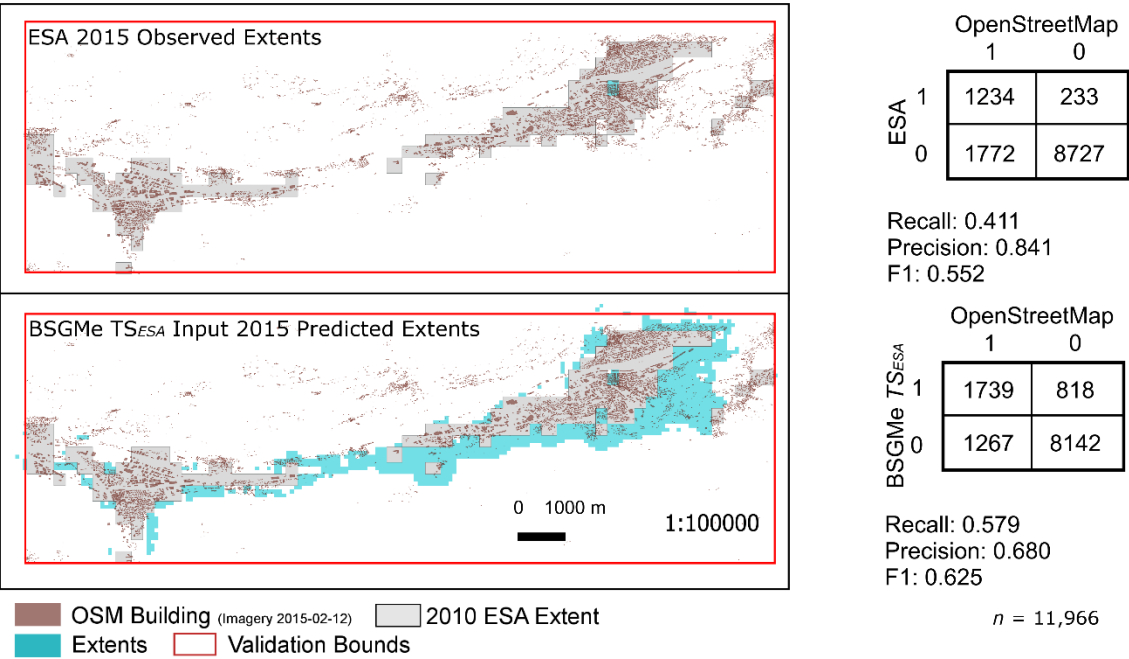 ESA 2015 Observed Extents
OpenStreetMap
1 0
ESA
1 1234 233
0 1772 8727
Recall: 0.411
Precision: 0.841
F1: 0.552
BSGMe TSESA Input 2015 Predicted Extents
0 1000 m
1:100000
OpenStreetMap
1 0
BSGMe TSESA
1 1739 818
0 1267 8142
Recall: 0.579
Precision: 0.680
F1: 0.625
n = 11,966
OSM Building (Imagery 2015-02-12) 2010 ESA Extent
Extents Validation Bounds